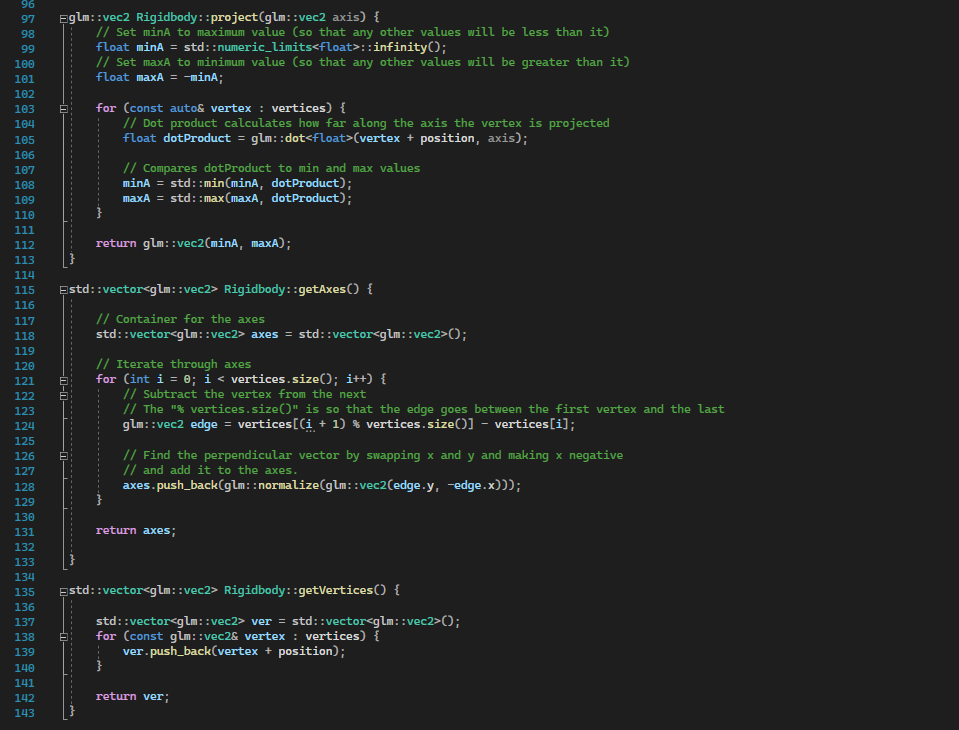 96
97 glm::vec2 Rigidbody::project(glm::vec2 axis) {
98     // Set minA to maximum value (so that any other values will be less than it)
99     float minA = std::numeric_limits<float>::infinity();
100     // Set maxA to minimum value (so that any other values will be greater than it)
101     float maxA = -minA;
102
103     for (const auto& vertex : vertices) {
104         // Dot product calculates how far along the axis the vertex is projected
105         float dotProduct = glm::dot<float>(vertex + position, axis);
106
107         // Compares dotProduct to min and max values
108         minA = std::min(minA, dotProduct);
109         maxA = std::max(maxA, dotProduct);
110     }
111
112     return glm::vec2(minA, maxA);
113 }
114
115 std::vector<glm::vec2> Rigidbody::getAxes() {
116
117     // Container for the axes
118     std::vector<glm::vec2> axes = std::vector<glm::vec2>();
119
120     // Iterate through axes
121     for (int i = 0; i < vertices.size(); i++) {
122         // Subtract the vertex from the next
123         // The "% vertices.size()" is so that the edge goes between the first vertex and the last
124         glm::vec2 edge = vertices[(i + 1) % vertices.size()] - vertices[i];
125
126         // Find the perpendicular vector by swapping x and y and making x negative
127         // and add it to the axes.
128         axes.push_back(glm::normalize(glm::vec2(edge.y, -edge.x)));
129     }
130
131     return axes;
132
133 }
134
135 std::vector<glm::vec2> Rigidbody::getVertices() {
136
137     std::vector<glm::vec2> ver = std::vector<glm::vec2>();
138     for (const glm::vec2& vertex : vertices) {
139         ver.push_back(vertex + position);
140     }
141
142     return ver;
143 }